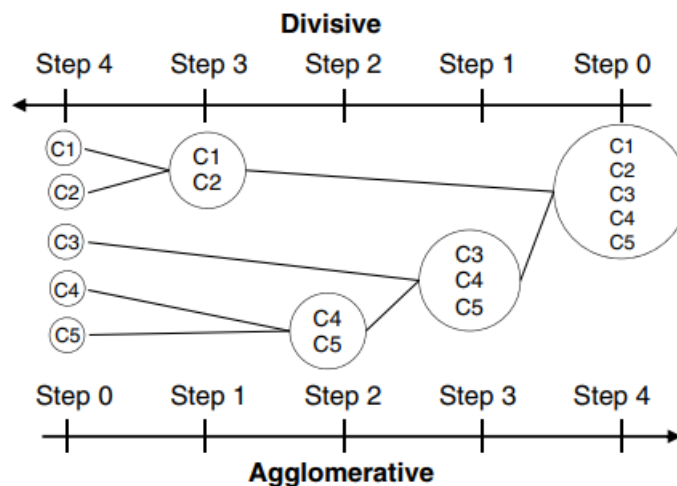 Divisive
Step 4 Step 3 Step 2 Step 1 Step 0
C1
C2
C3
C4
C5
C1
C2
C4
C5
C3
C4
C5
C1
C2
C3
C4
C5
Step 0 Step 1 Step 2 Step 3 Step 4
Agglomerative